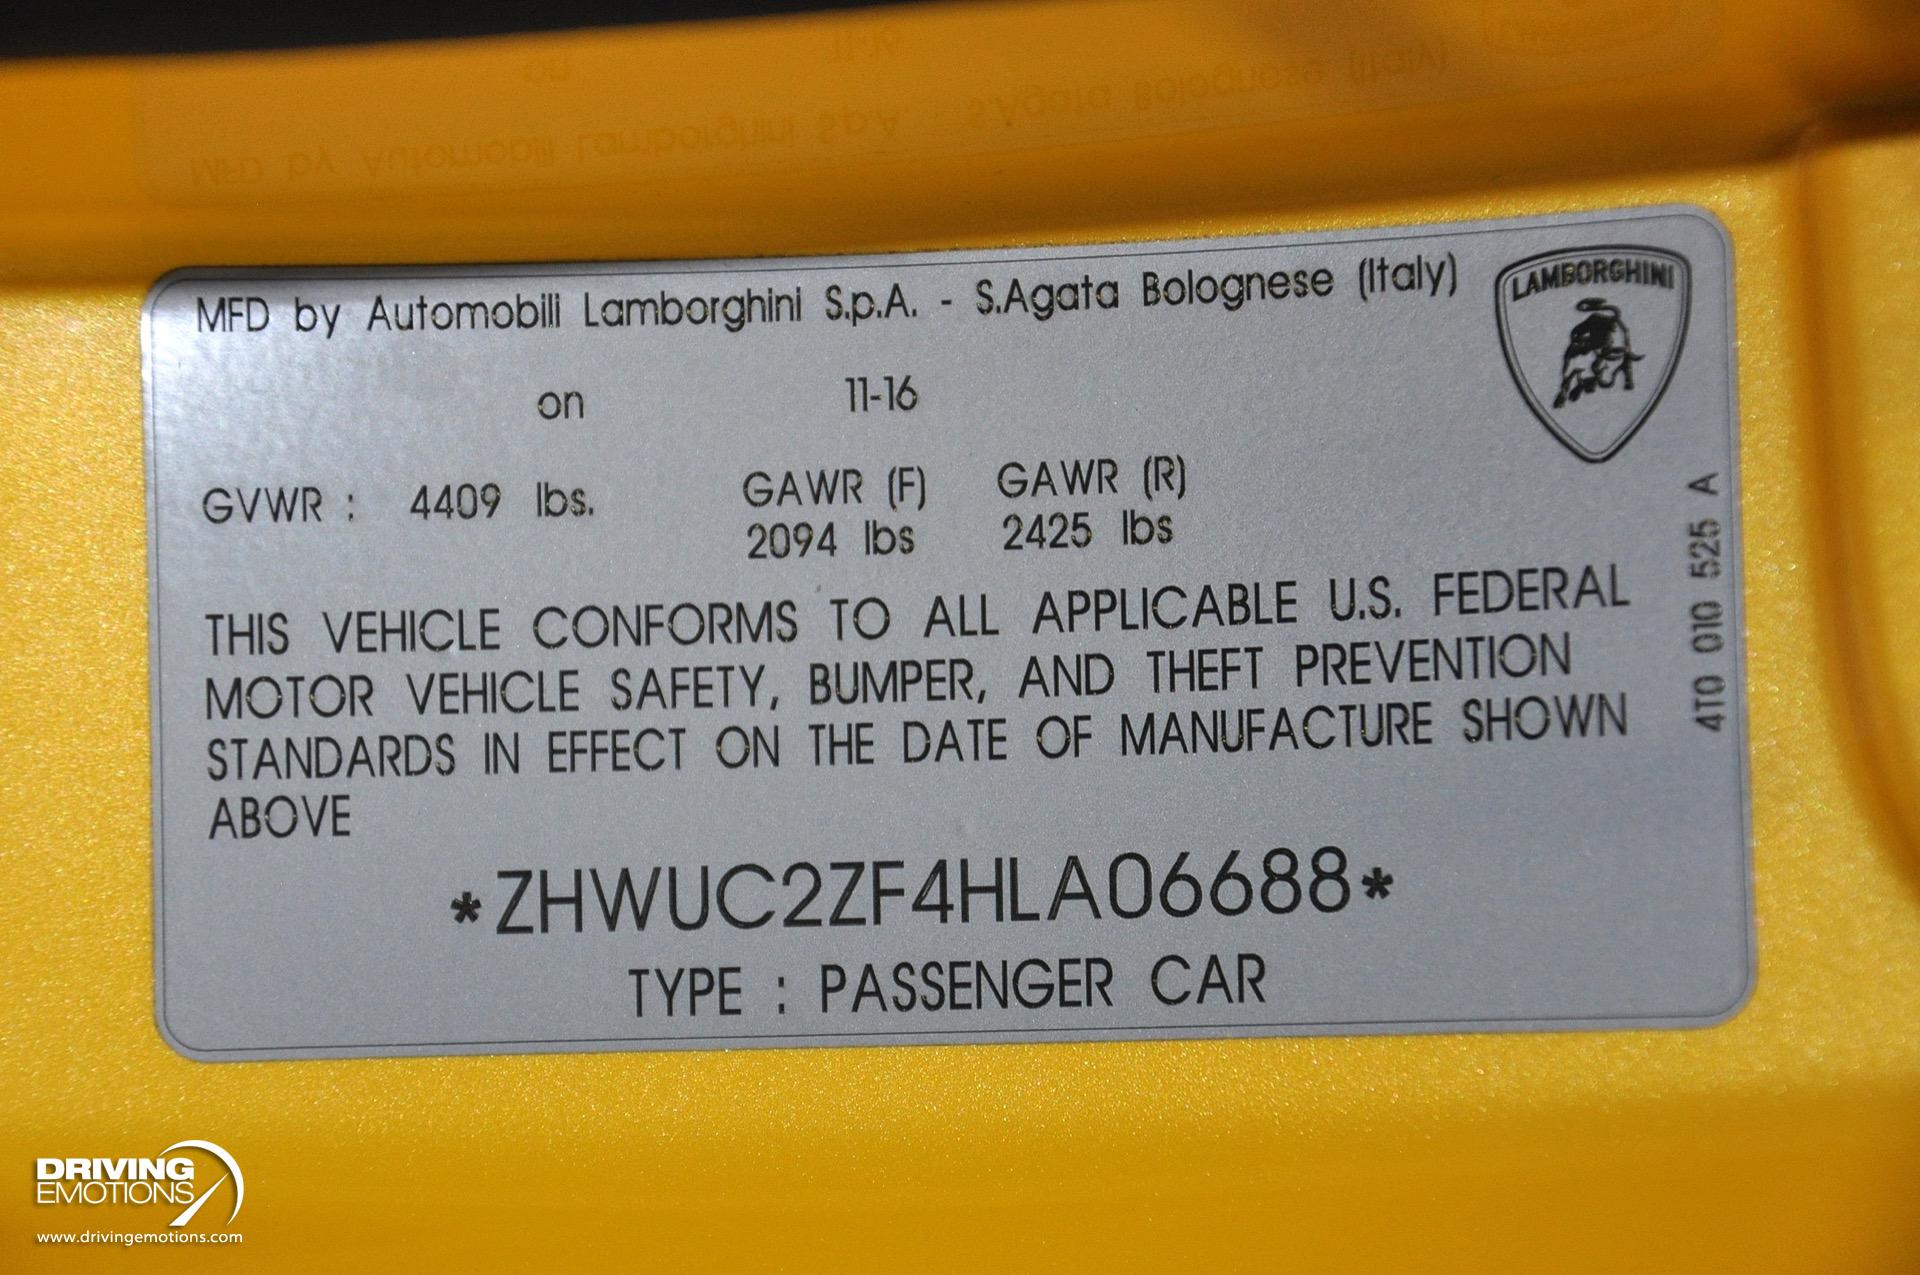 MFD by Automobili Lamborghini S.p.A. - S.Agata Bolognese (Italy)
LAMBORGHINI
on 11-16
GVWR : 4409 lbs. GAWR (F) GAWR (R)
2094 lbs 2425 lbs
THIS VEHICLE CONFORMS TO ALL APPLICABLE U.S. FEDERAL
MOTOR VEHICLE SAFETY, BUMPER, AND THEFT PREVENTION
STANDARDS IN EFFECT ON THE DATE OF MANUFACTURE SHOWN
ABOVE
*ZHWUC2ZF4HLA06688*
TYPE : PASSENGER CAR
4T0 010 525 A
DRIVING
EMOTIONS
www.drivingemotions.com